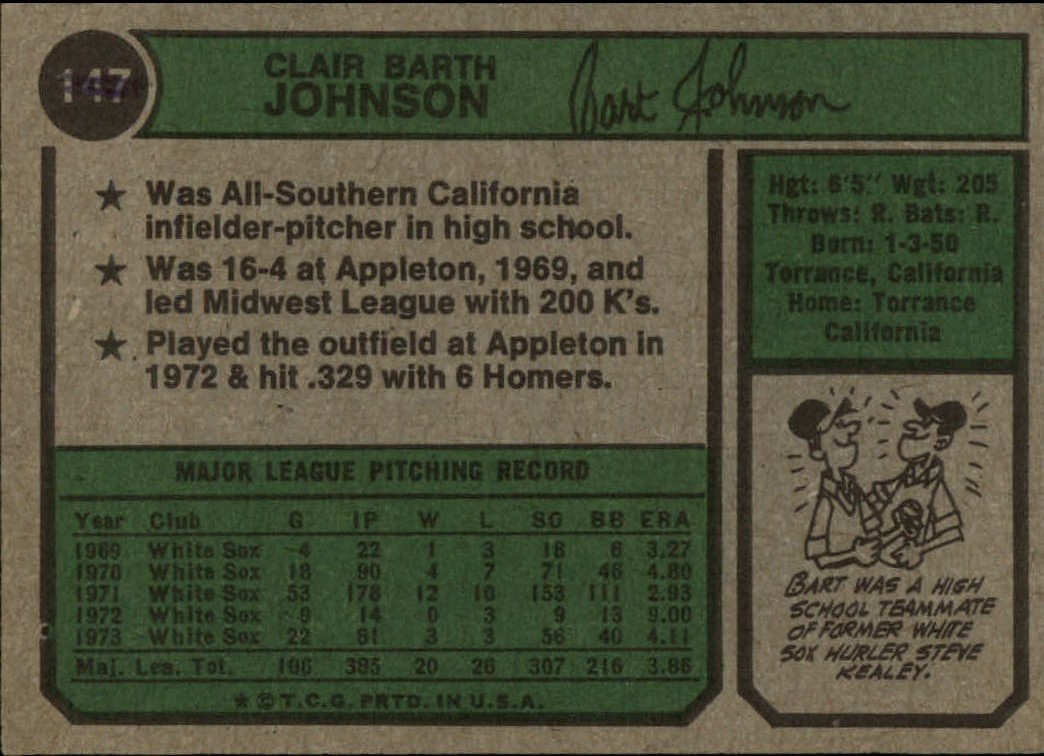 147
CLAIR BARTH
JOHNSON
Bart Johnson
★ Was All-Southern California
infielder-pitcher in high school.
★ Was 16-4 at Appleton, 1969, and
led Midwest League with 200 K's.
★ Played the outfield at Appleton in
1972 & hit .329 with 6 Homers.
MAJOR LEAGUE PITCHING RECORD
Year Club G IP W L SO BB ERA
1969 White Sox 4 22 1 3 18 6 3.27
1970 White Sox 18 90 4 7 71 46 4.80
1971 White Sox 53 178 12 10 153 111 2.93
1972 White Sox 9 14 0 3 9 13 9.00
1973 White Sox 22 81 3 3 56 40 4.11
Maj. Lea. Tot. 106 385 20 26 307 216 3.86
★ © T.C.G. PRTD. IN U.S.A.
Hgt: 6'5" Wgt: 205
Throws: R. Bats: R.
Born: 1-3-50
Torrance, California
Home: Torrance
California
BART WAS A HIGH
SCHOOL TEAMMATE
OF FORMER WHITE
SOX HURLER STEVE
KEALEY.